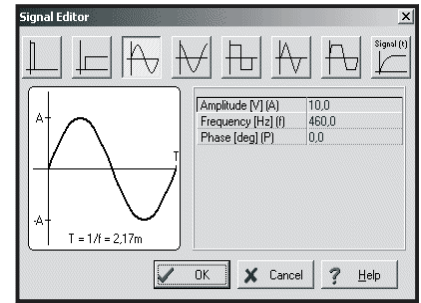 Signal Editor
Signal (t)
A
T
-A
T = 1/f = 2,17m
Amplitude [V] (A) 10,0
Frequency [Hz] (f) 460,0
Phase [deg] (P) 0,0
OK Cancel ? Help